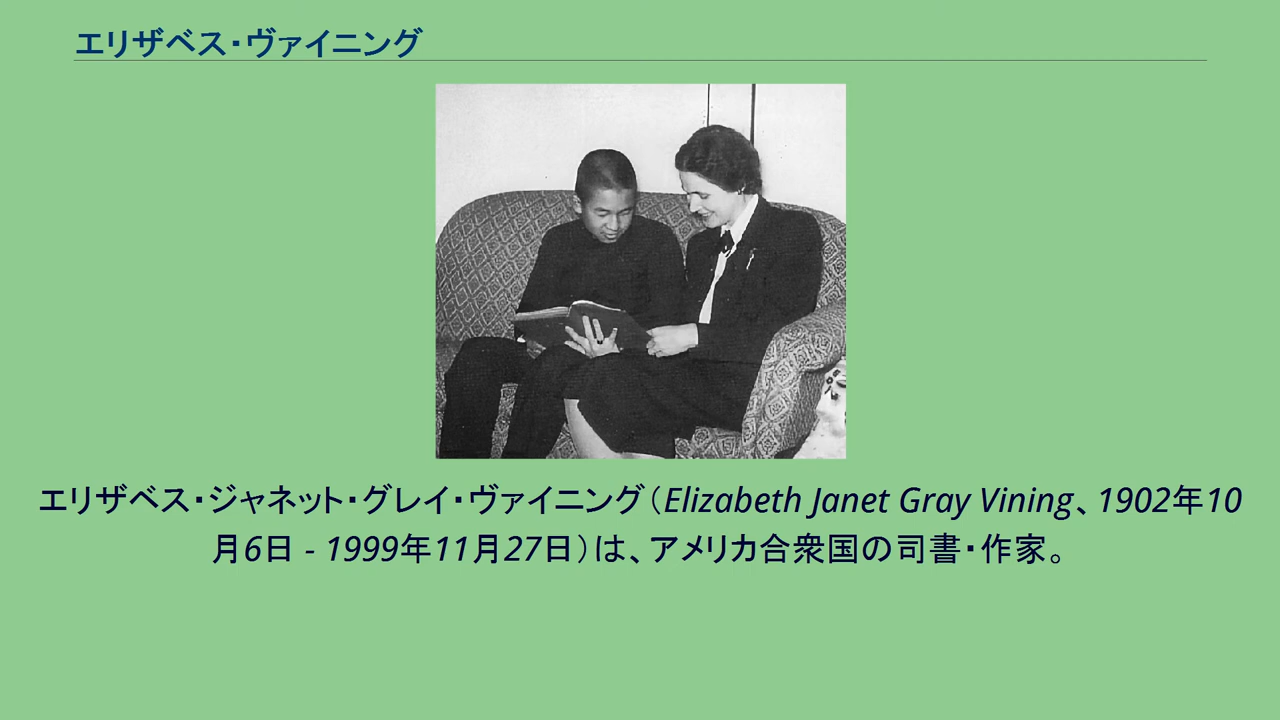 エリザベス・ヴァイニング
エリザベス・ジャネット・グレイ・ヴァイニング（Elizabeth Janet Gray Vining、1902年10
月6日 - 1999年11月27日）は、アメリカ合衆国の司書・作家。